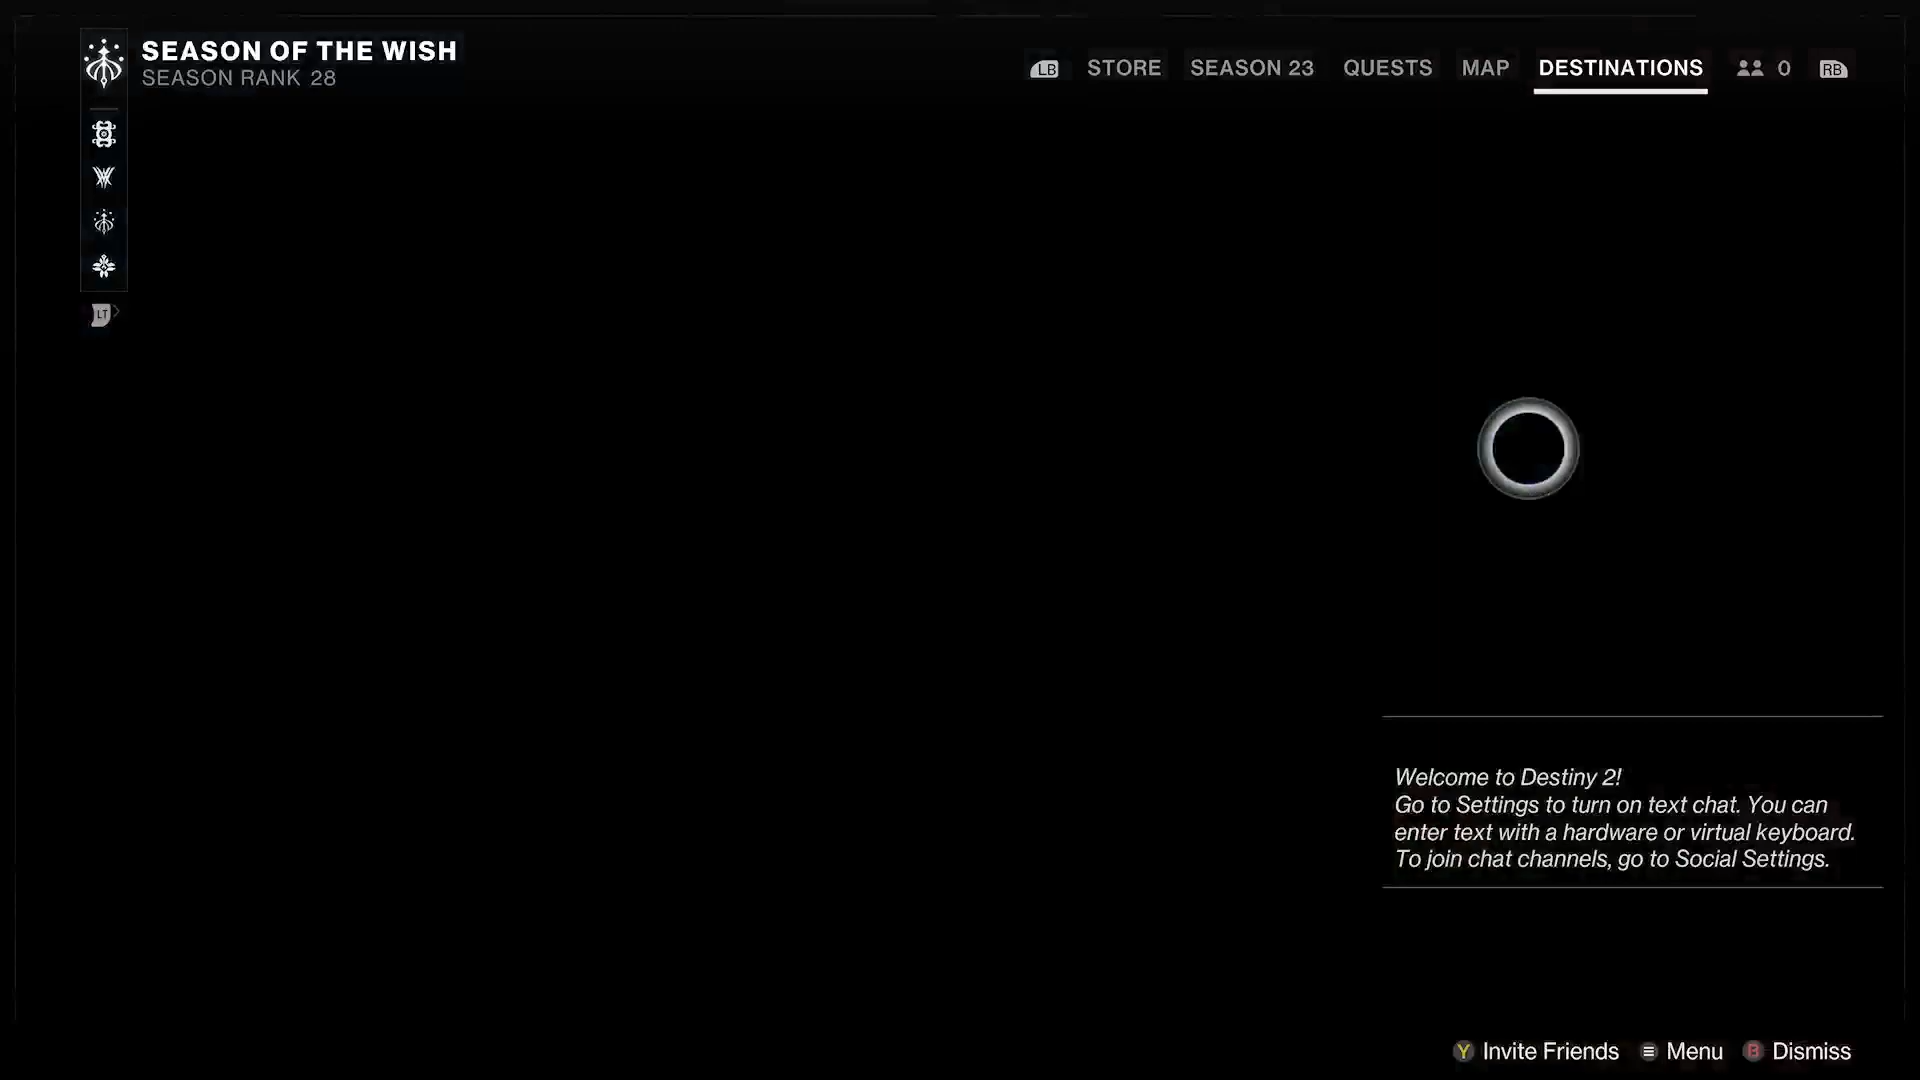 SEASON OF THE WISH
SEASON RANK 28
LB STORE SEASON 23 QUESTS MAP DESTINATIONS 0 RB
LT
Welcome to Destiny 2!
Go to Settings to turn on text chat. You can
enter text with a hardware or virtual keyboard.
To join chat channels, go to Social Settings.
Y Invite Friends Menu B Dismiss